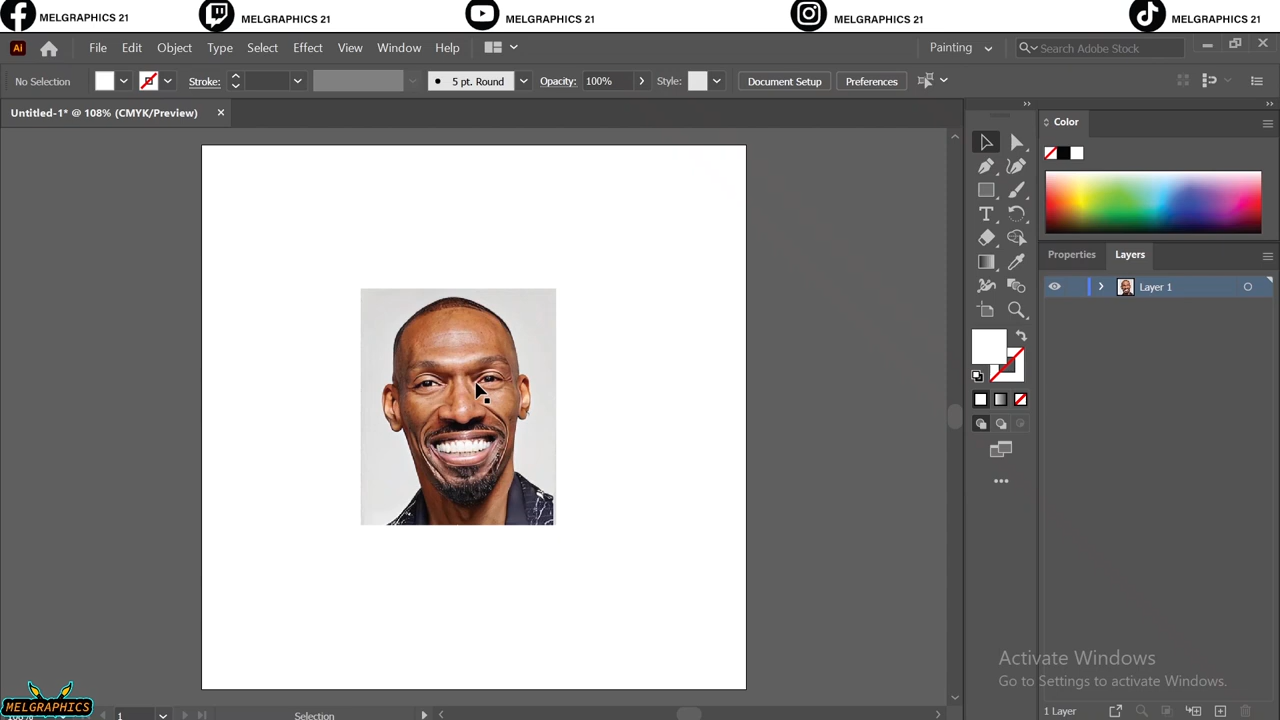 MELGRAPHICS 21 MELGRAPHICS 21 MELGRAPHICS 21 MELGRAPHICS 21 MELGRAPHICS 21
Ai File Edit Object Type Select Effect View Window Help Painting Search Adobe Stock
No Selection Stroke: 5 pt. Round Opacity: 100% Style: Document Setup Preferences
Untitled-1* @ 108% (CMYK/Preview)
Color
Properties Layers
Layer 1
Activate Windows
Go to Settings to activate Windows.
MELGRAPHICS
1 Selection 1 Layer